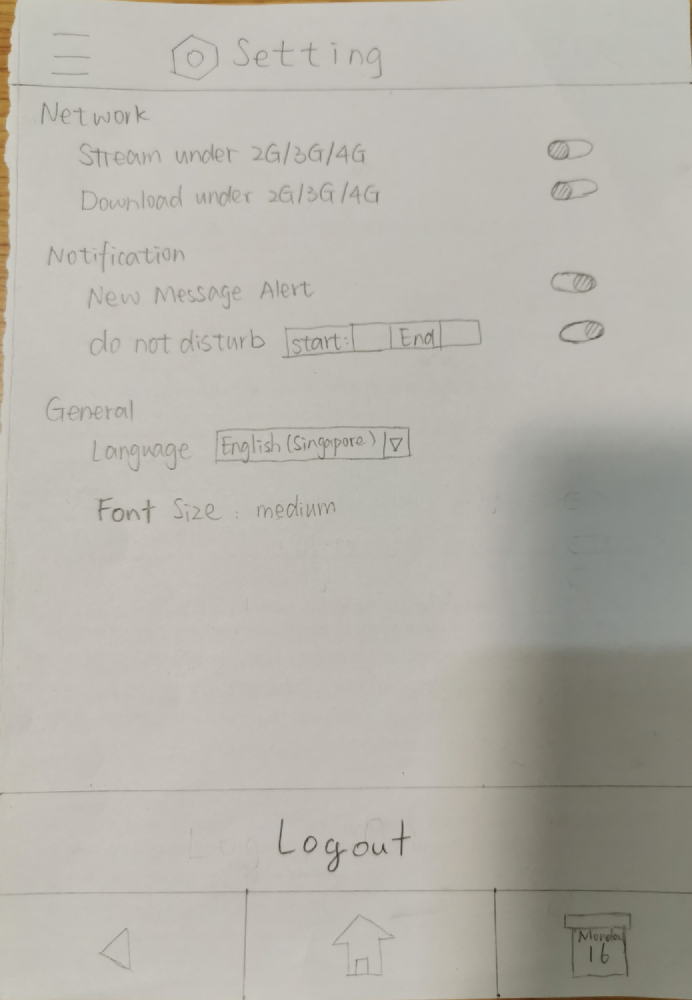 Setting
Network
Stream under 2G/3G/4G
Download under 2G/3G/4G
Notification
New Message Alert
do not disturb start: End
General
Language English (Singapore)
Font Size : medium
Logout
Monday
16